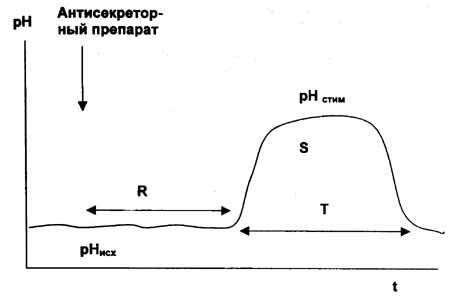 Антисекретор-
ный препарат
pH
pH стим
S
R
T
pHисх
t